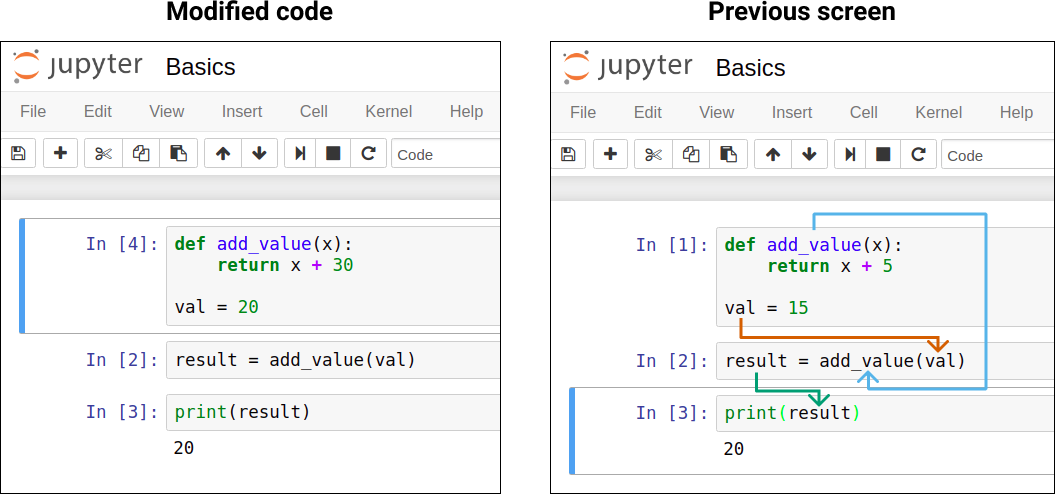 Modified code
jupyter Basics
File Edit View Insert Cell Kernel Help
Code
In [4]: def add_value(x):
return x + 30
val = 20
In [2]: result = add_value(val)
In [3]: print(result)
20
Previous screen
jupyter Basics
File Edit View Insert Cell Kernel Help
Code
In [1]: def add_value(x):
return x + 5
val = 15
In [2]: result = add_value(val)
In [3]: print(result)
20